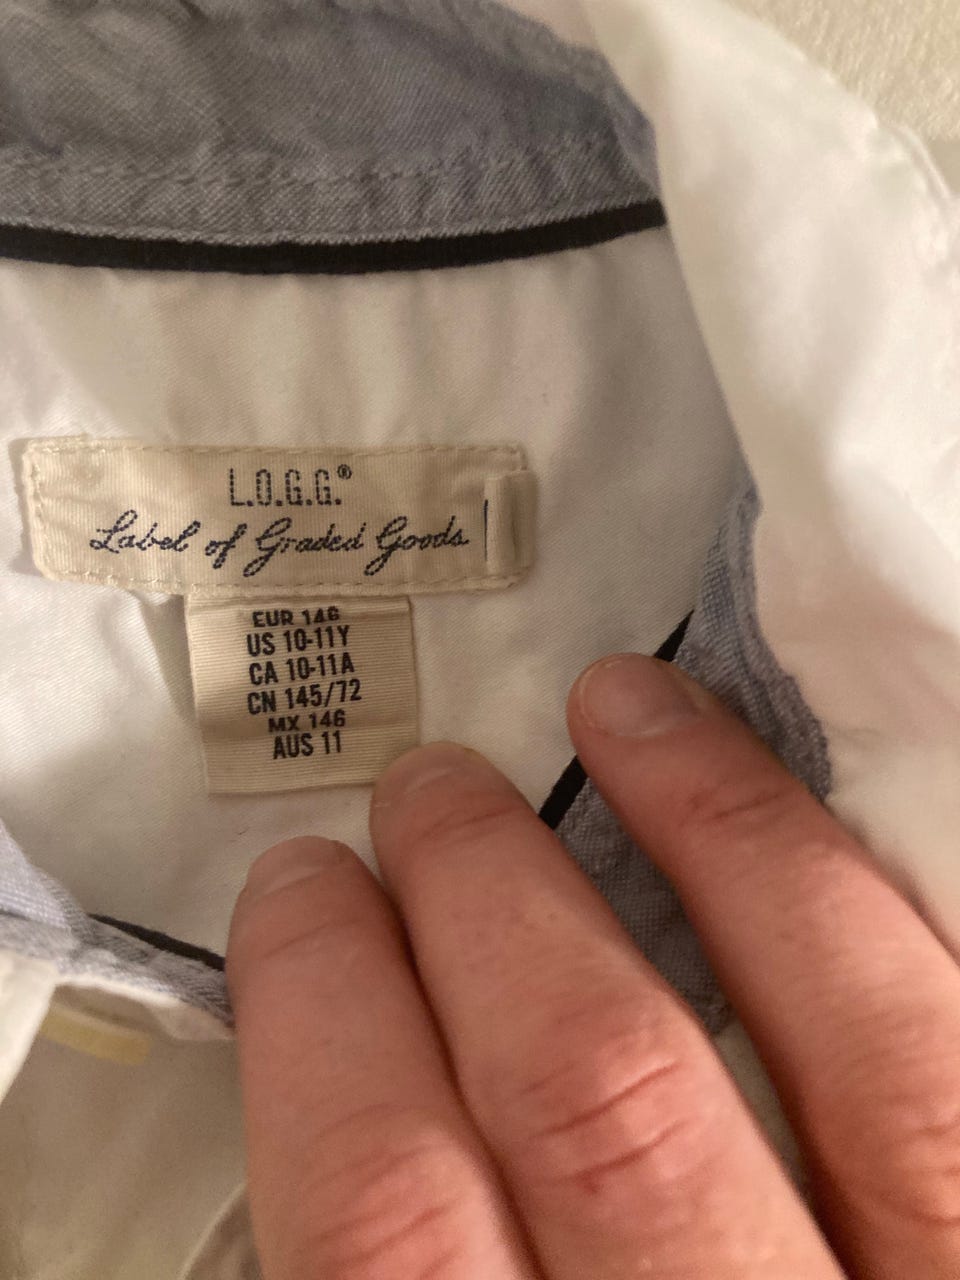 L.O.G.G.®
Label of Graded Goods
EUR 146
US 10-11Y
CA 10-11A
CN 145/72
MX 146
AUS 11